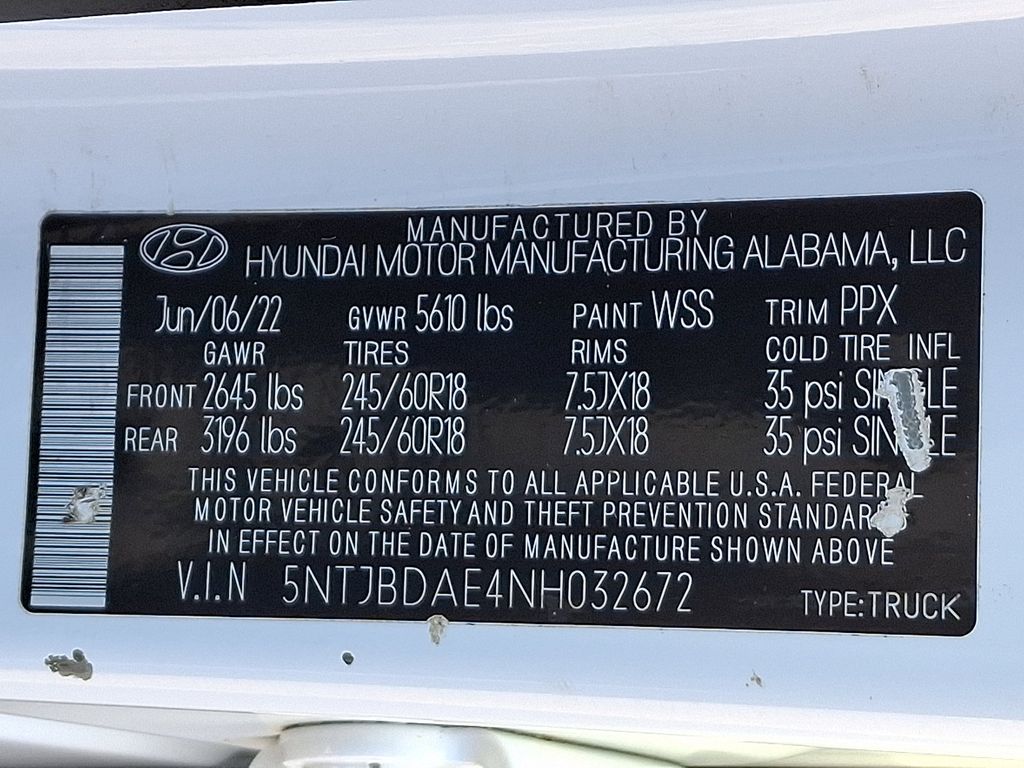 MANUFACTURED BY
HYUNDAI MOTOR MANUFACTURING ALABAMA, LLC
Jun/06/22 GVWR 5610 lbs PAINT WSS TRIM PPX
GAWR TIRES RIMS COLD TIRE INFL
FRONT 2645 lbs 245/60R18 7.5JX18 35 psi SINGLE
REAR 3196 lbs 245/60R18 7.5JX18 35 psi SINGLE
THIS VEHICLE CONFORMS TO ALL APPLICABLE U.S.A. FEDERAL
MOTOR VEHICLE SAFETY AND THEFT PREVENTION STANDARDS
IN EFFECT ON THE DATE OF MANUFACTURE SHOWN ABOVE
V.I.N 5NTJBDAE4NH032672 TYPE:TRUCK